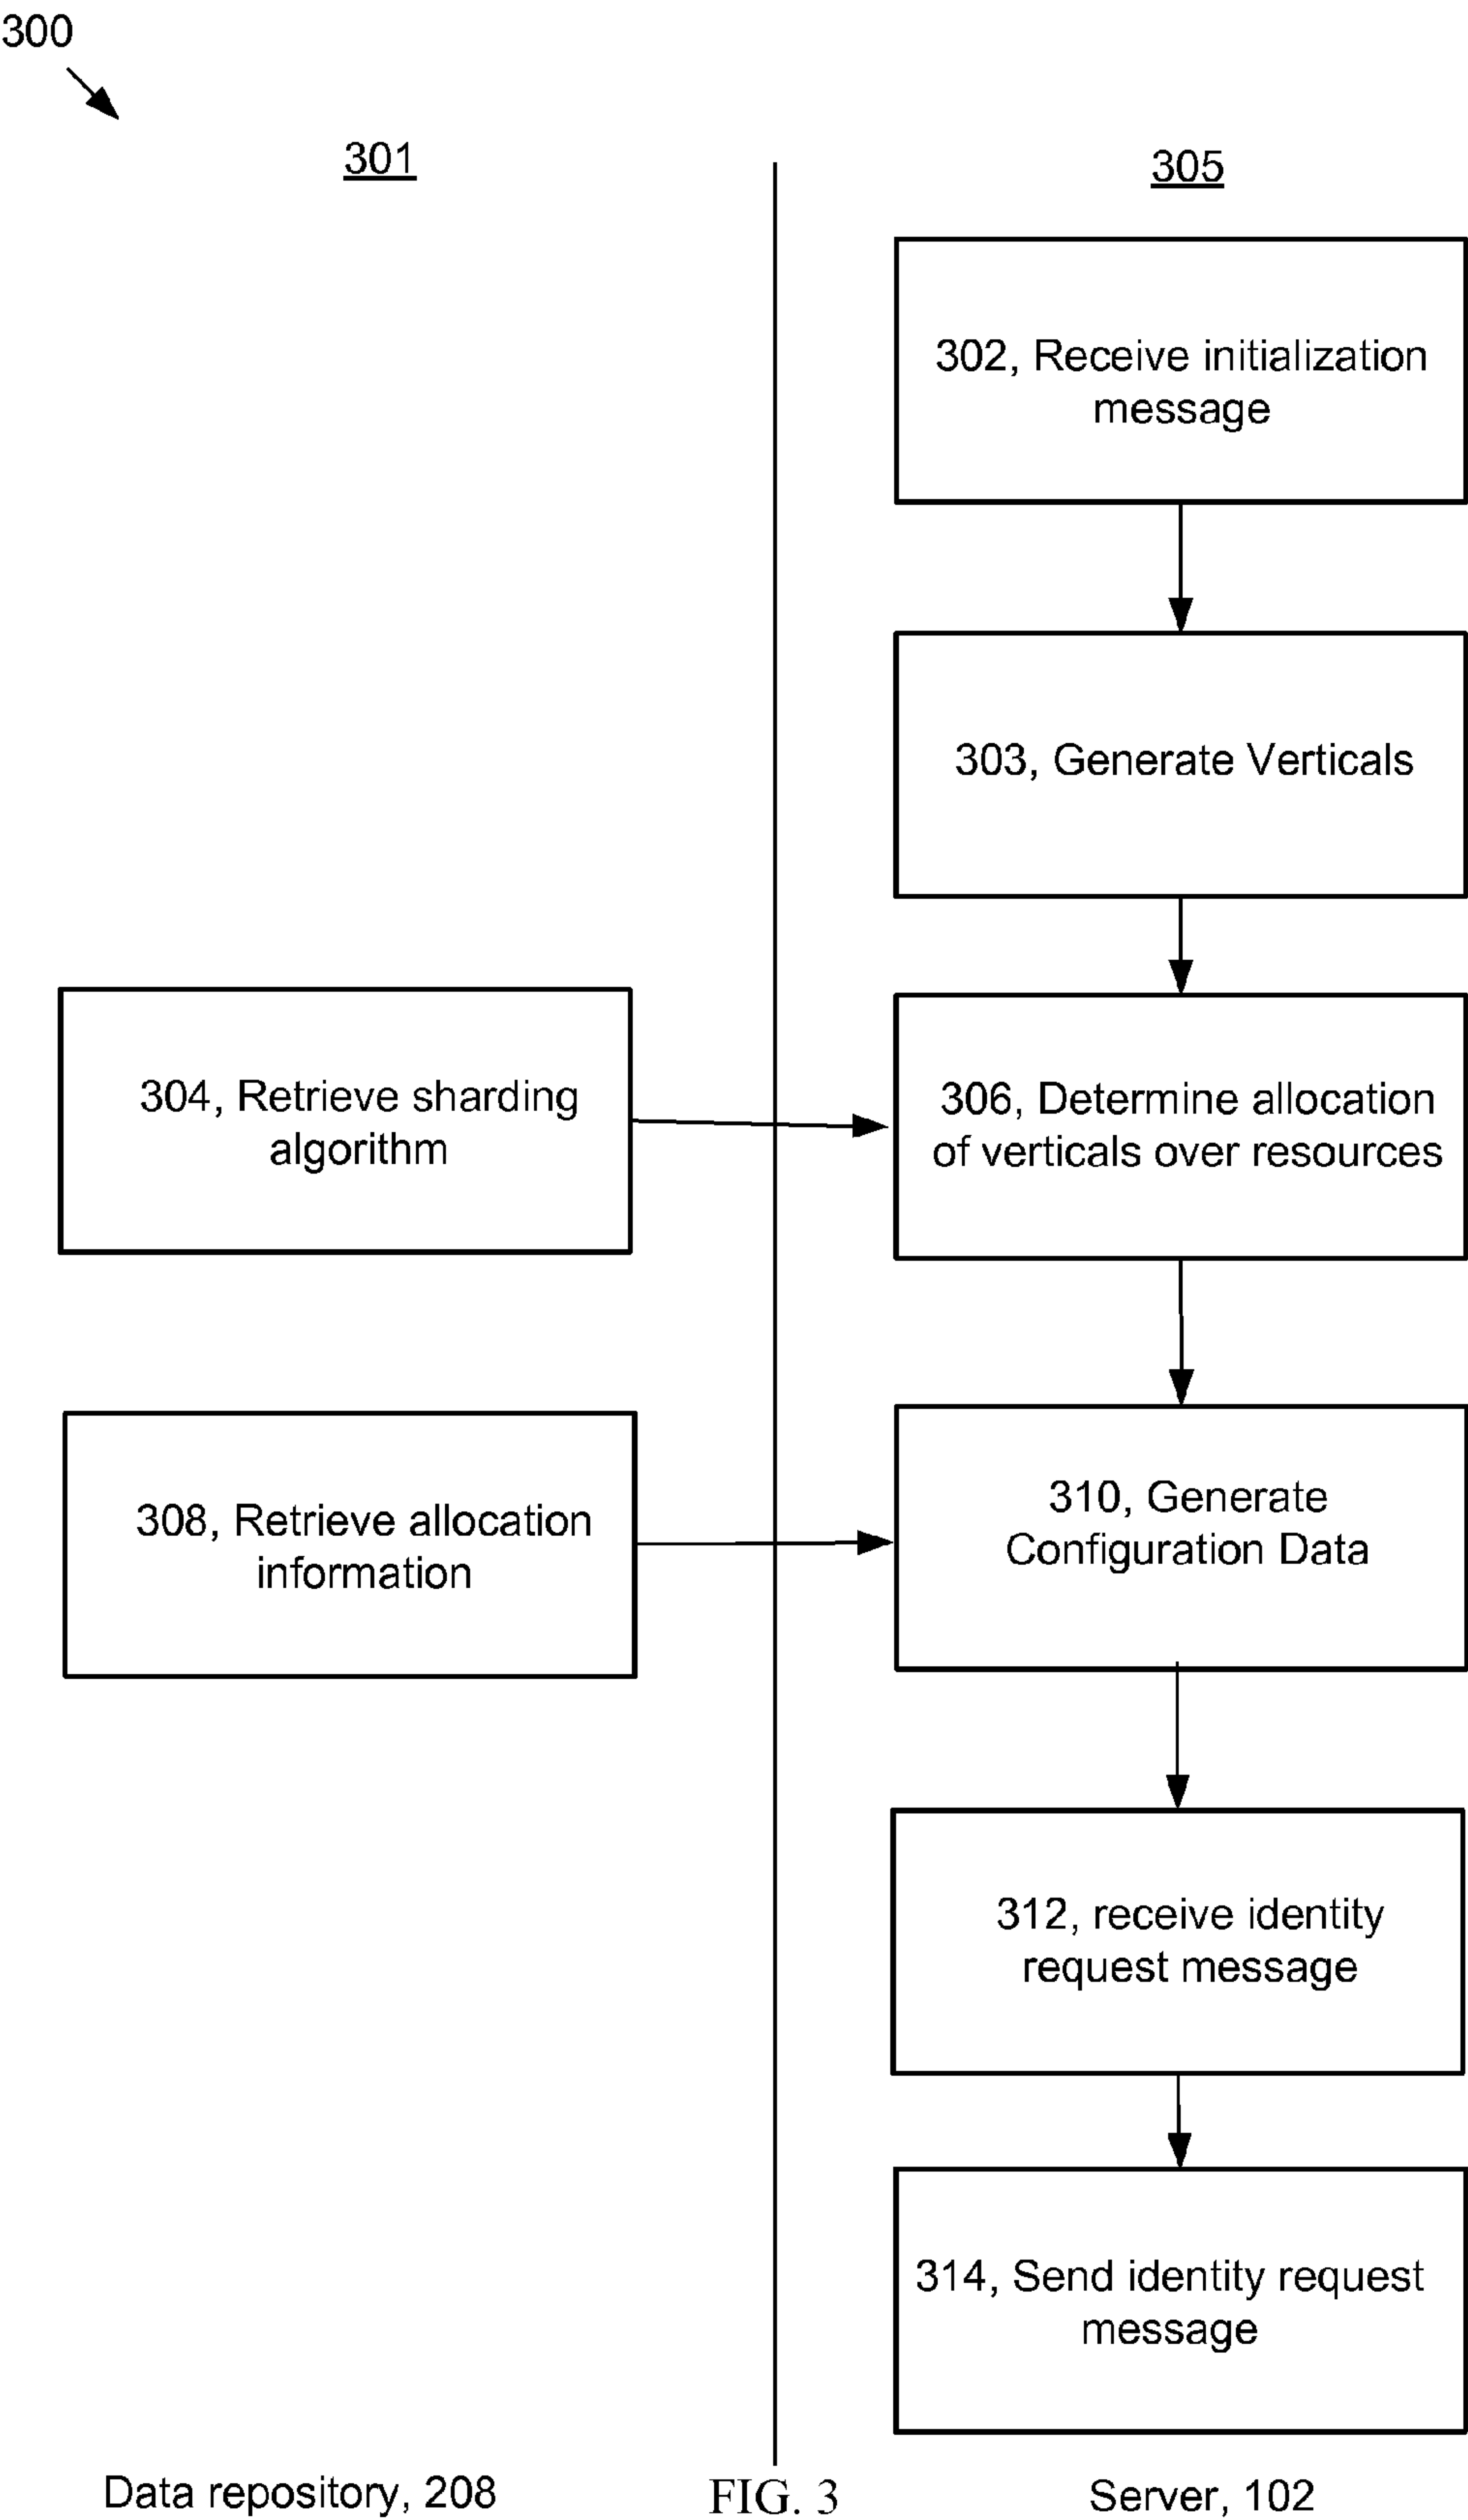 300
301
305
302, Receive initialization
message
303, Generate Verticals
304, Retrieve sharding
algorithm
306, Determine allocation
of verticals over resources
308, Retrieve allocation
information
310, Generate
Configuration Data
312, receive identity
request message
314, Send identity request
message
Data repository, 208
FIG. 3
Server, 102